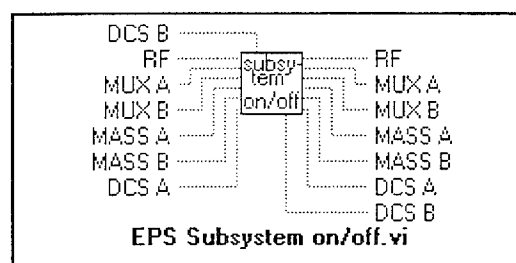 DCS B
RF subsy- RF
MUX A tem MUX A
MUX B on/off MUX B
MASS A MASS A
MASS B MASS B
DCS A DCS A
DCS B
EPS Subsystem on/off.vi